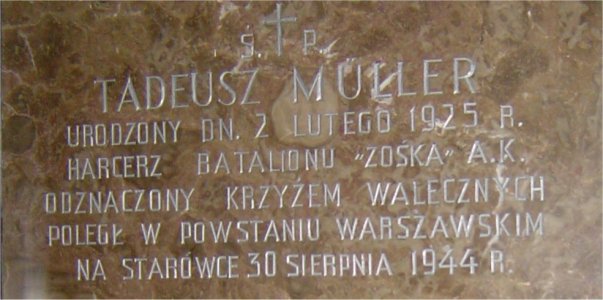 Ś. † P.
TADEUSZ MÜLLER
URODZONY DN. 2 LUTEGO 1925 R.
HARCERZ BATALIONU "ZOŚKA" A.K.
ODZNACZONY KRZYŻEM WALECZNYCH
POLEGŁ W POWSTANIU WARSZAWSKIM
NA STARÓWCE 30 SIERPNIA 1944 R.